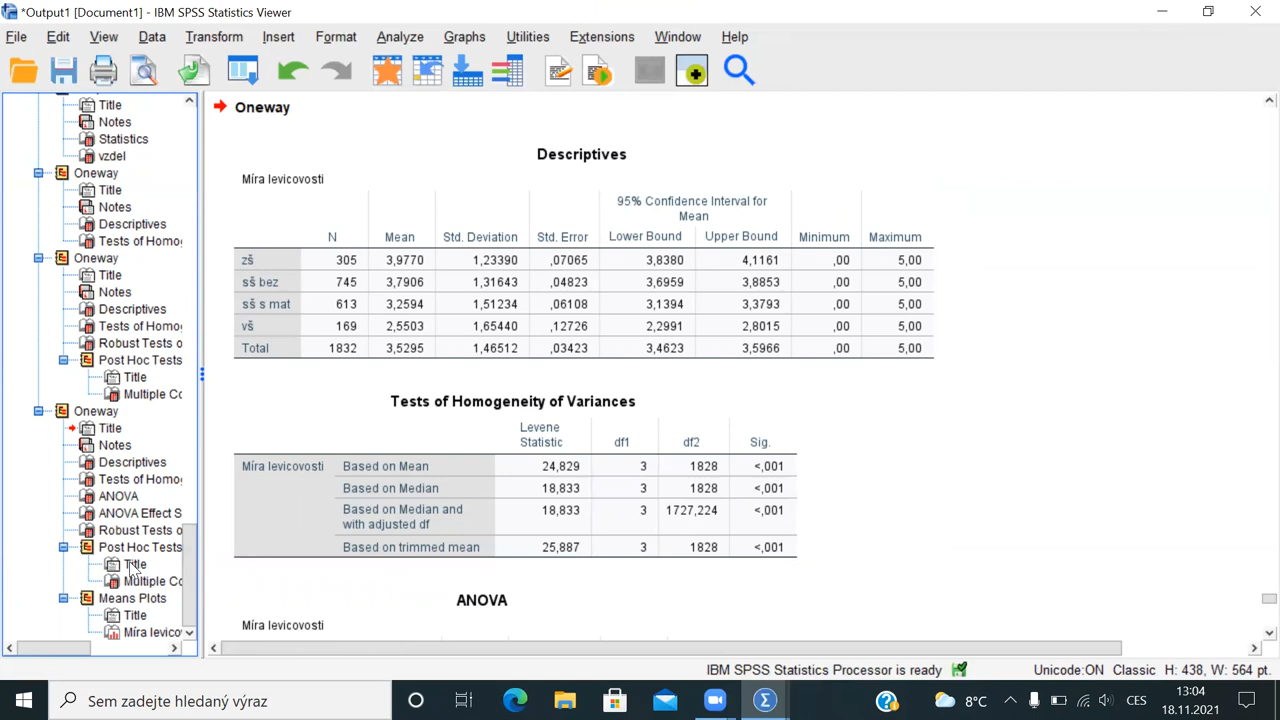 *Output1 [Document1] - IBM SPSS Statistics Viewer
File Edit View Data Transform Insert Format Analyze Graphs Utilities Extensions Window Help
Title
Notes
Statistics
vzdel
Oneway
Title
Notes
Descriptives
Tests of Homo
Oneway
Title
Notes
Descriptives
Tests of Homo
Robust Tests o
Post Hoc Tests
Title
Multiple Co
Oneway
Title
Notes
Descriptives
Tests of Homo
ANOVA
ANOVA Effect S
Robust Tests o
Post Hoc Tests
Title
Multiple Co
Means Plots
Title
Míra levico
Oneway
Descriptives
Míra levicovosti
95% Confidence Interval for
Mean
N Mean Std. Deviation Std. Error Lower Bound Upper Bound Minimum Maximum
zš 305 3,9770 1,23390 ,07065 3,8380 4,1161 ,00 5,00
sš bez 745 3,7906 1,31643 ,04823 3,6959 3,8853 ,00 5,00
sš s mat 613 3,2594 1,51234 ,06108 3,1394 3,3793 ,00 5,00
vš 169 2,5503 1,65440 ,12726 2,2991 2,8015 ,00 5,00
Total 1832 3,5295 1,46512 ,03423 3,4623 3,5966 ,00 5,00
Tests of Homogeneity of Variances
Levene
Statistic df1 df2 Sig.
Míra levicovosti Based on Mean 24,829 3 1828 <,001
Based on Median 18,833 3 1828 <,001
Based on Median and
with adjusted df 18,833 3 1727,224 <,001
Based on trimmed mean 25,887 3 1828 <,001
ANOVA
Míra levicovosti
IBM SPSS Statistics Processor is ready Unicode:ON Classic H: 438, W: 564 pt.
Sem zadejte hledaný výraz
8°C
CES
13:04
18.11.2021